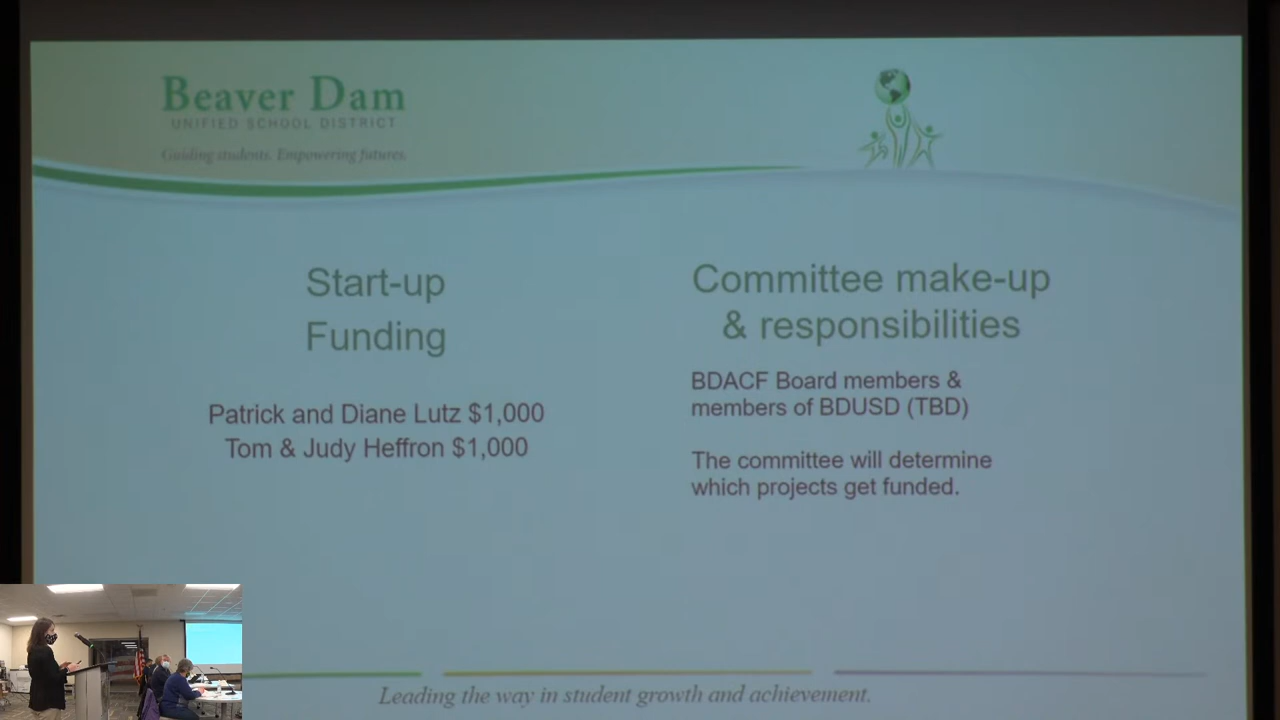 Beaver Dam
UNIFIED SCHOOL DISTRICT
Guiding students. Empowering futures.
Start-up
Funding
Patrick and Diane Lutz $1,000
Tom & Judy Heffron $1,000
Committee make-up
& responsibilities
BDACF Board members &
members of BDUSD (TBD)
The committee will determine
which projects get funded.
Leading the way in student growth and achievement.